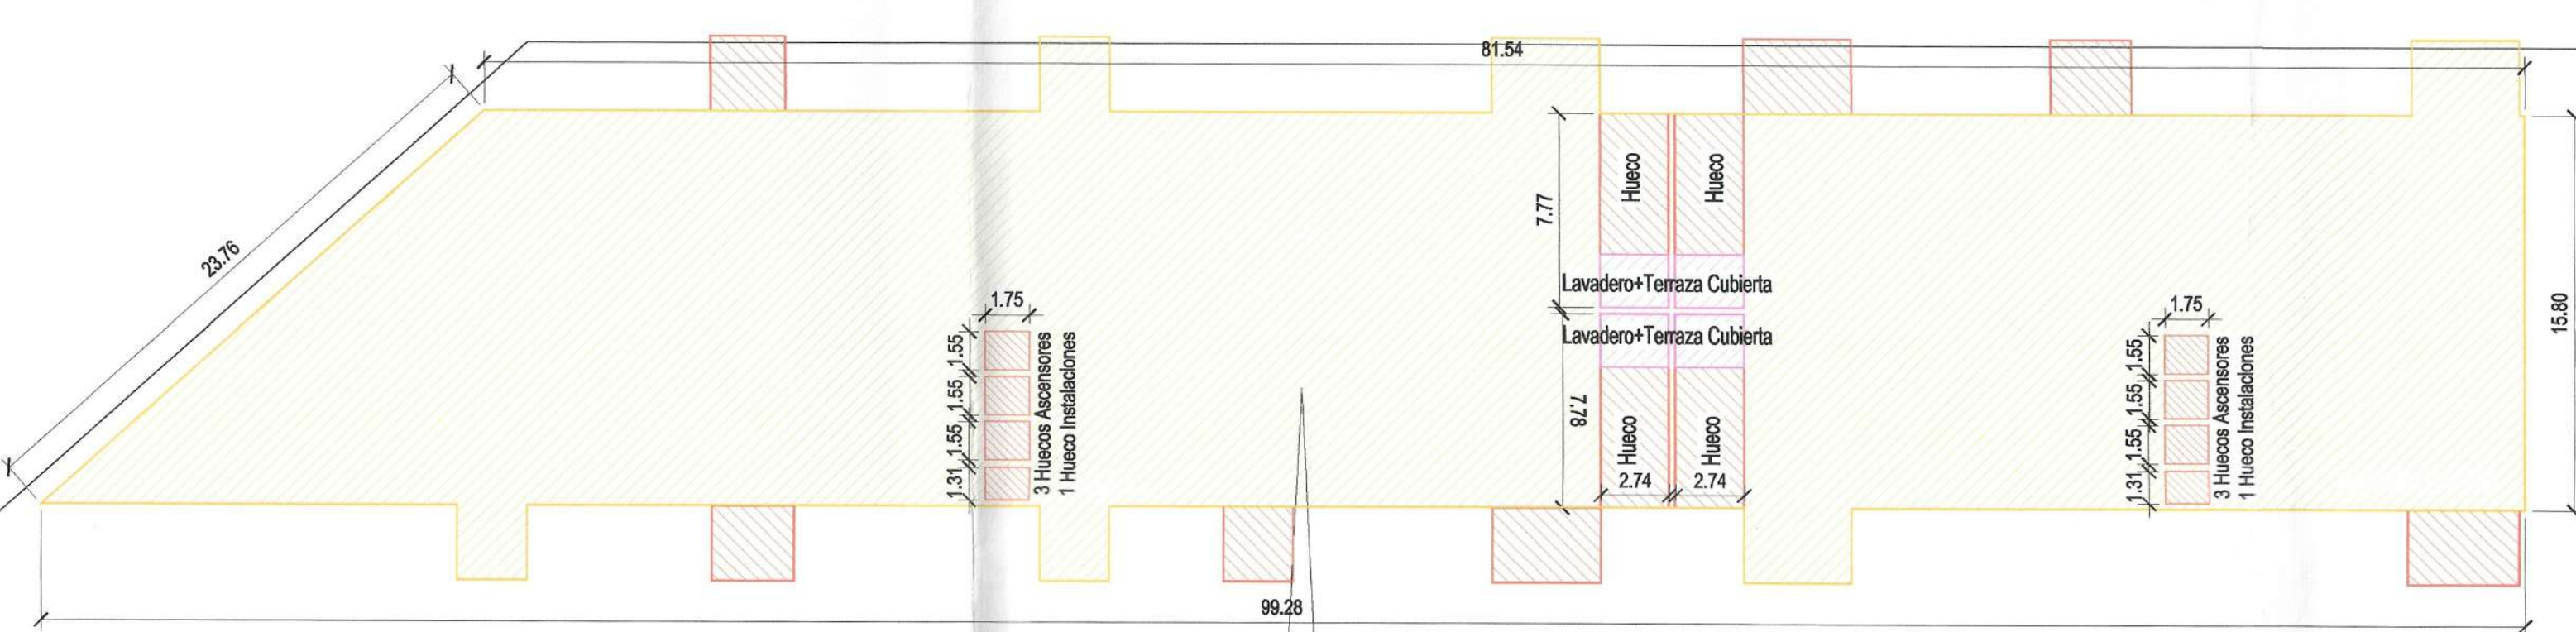 81.54
23.76
7.77
Hueco
Hueco
Lavadero+Terraza Cubierta
Lavadero+Terraza Cubierta
7.78
Hueco
Hueco
2.74
2.74
1.75
1.55
1.55
1.55
1.31
3 Huecos Ascensores
1 Hueco Instalaciones
1.75
1.55
1.55
1.55
1.31
3 Huecos Ascensores
1 Hueco Instalaciones
15.80
99.28